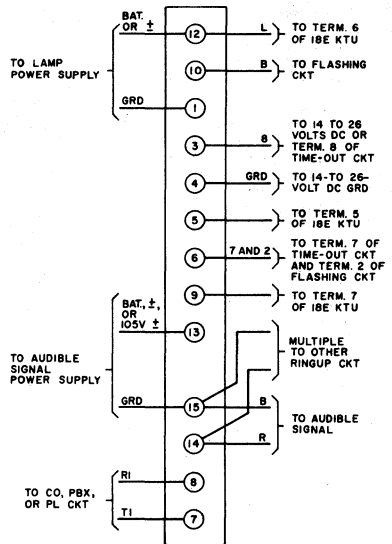 BAT.
OR ±
12
L
TO TERM. 6
OF 18E KTU
TO LAMP
POWER SUPPLY
10
B
TO FLASHING
CKT
GRD
1
3
8
TO 14 TO 26
VOLTS DC OR
TERM. 8 OF
TIME-OUT CKT
4
GRD
TO 14-TO 26-
VOLT DC GRD
5
TO TERM. 5
OF 18E KTU
6
7 AND 2
TO TERM. 7 OF
TIME-OUT CKT
AND TERM. 2 OF
FLASHING CKT
9
TO TERM. 7
OF 18E KTU
BAT., ±,
OR
105V ±
13
MULTIPLE
TO OTHER
RINGUP CKT
TO AUDIBLE
SIGNAL
POWER SUPPLY
GRD
15
B
TO AUDIBLE
SIGNAL
14
R
R1
8
TO CO, PBX,
OR PL CKT
T1
7